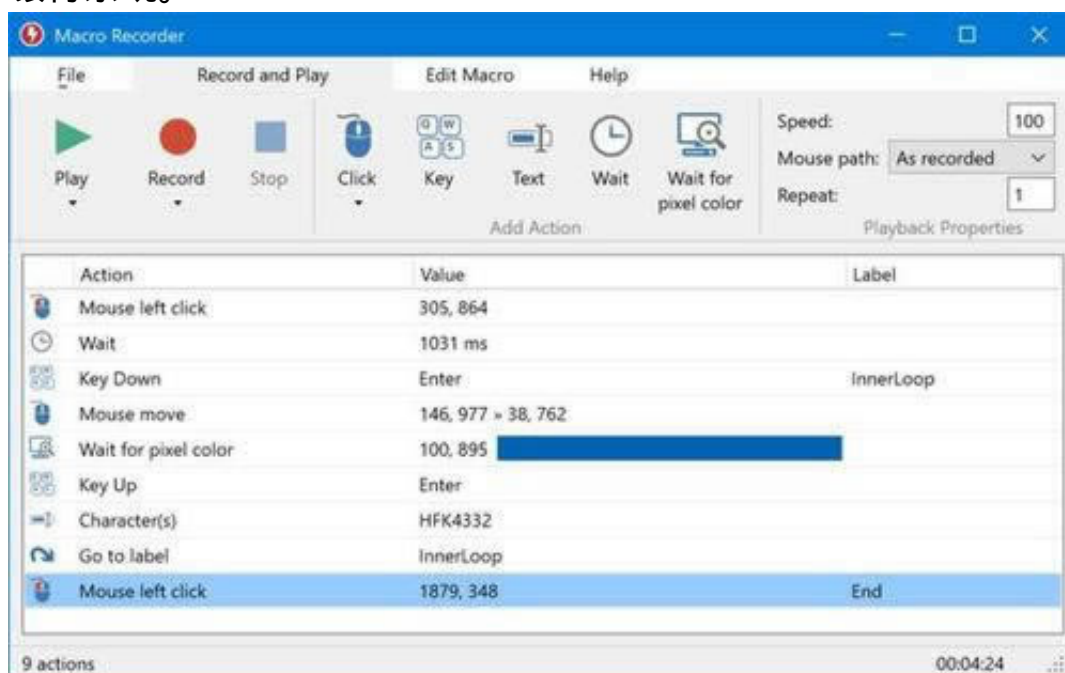 Macro Recorder
File Record and Play Edit Macro Help
Play Record Stop Click Key Text Wait Wait for pixel color
Q W A S
Add Action
Speed: 100
Mouse path: As recorded
Repeat: 1
Playback Properties
Action Value Label
Mouse left click 305, 864
Wait 1031 ms
Key Down Enter InnerLoop
Mouse move 146, 977 » 38, 762
Wait for pixel color 100, 895
Key Up Enter
Character(s) HFK4332
Go to label InnerLoop
Mouse left click 1879, 348 End
9 actions 00:04:24